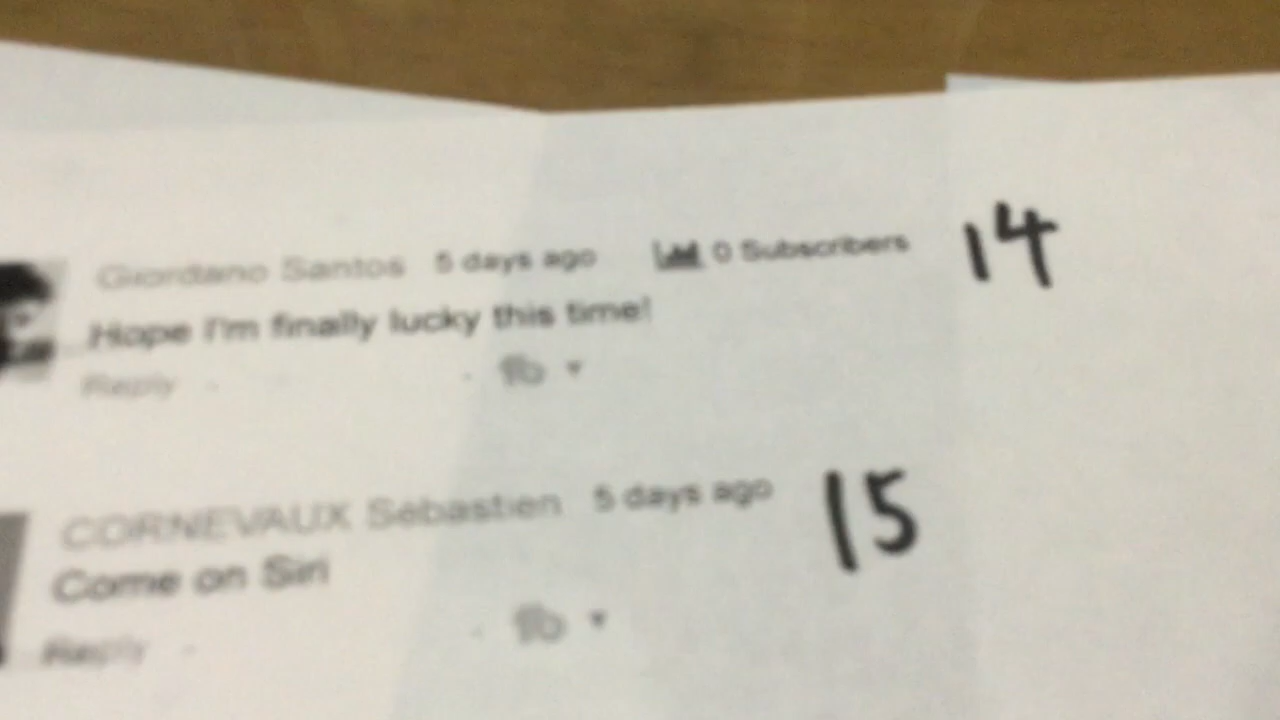 Giordano Santos 5 days ago 0 Subscribers 14
Hope I'm finally lucky this time!
Reply
CORNEVAUX Sébastien 5 days ago 15
Come on Siri
Reply